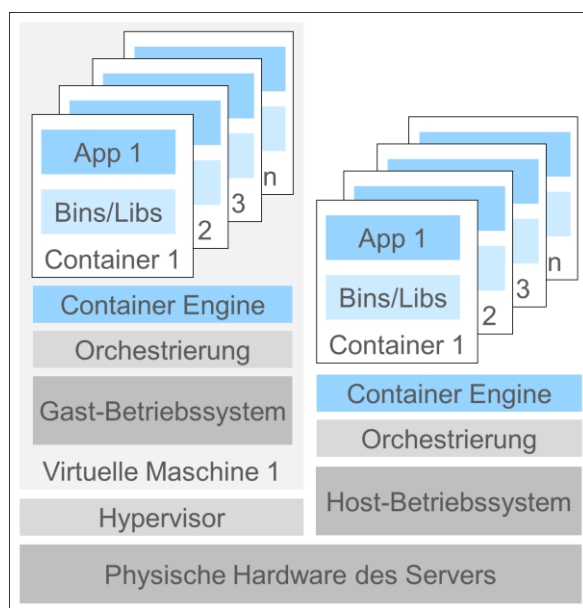 App 1
Bins/Libs
Container 1
2
3
n
Container Engine
Orchestrierung
Gast-Betriebssystem
Virtuelle Maschine 1
Hypervisor
App 1
Bins/Libs
Container 1
2
3
n
Container Engine
Orchestrierung
Host-Betriebssystem
Physische Hardware des Servers